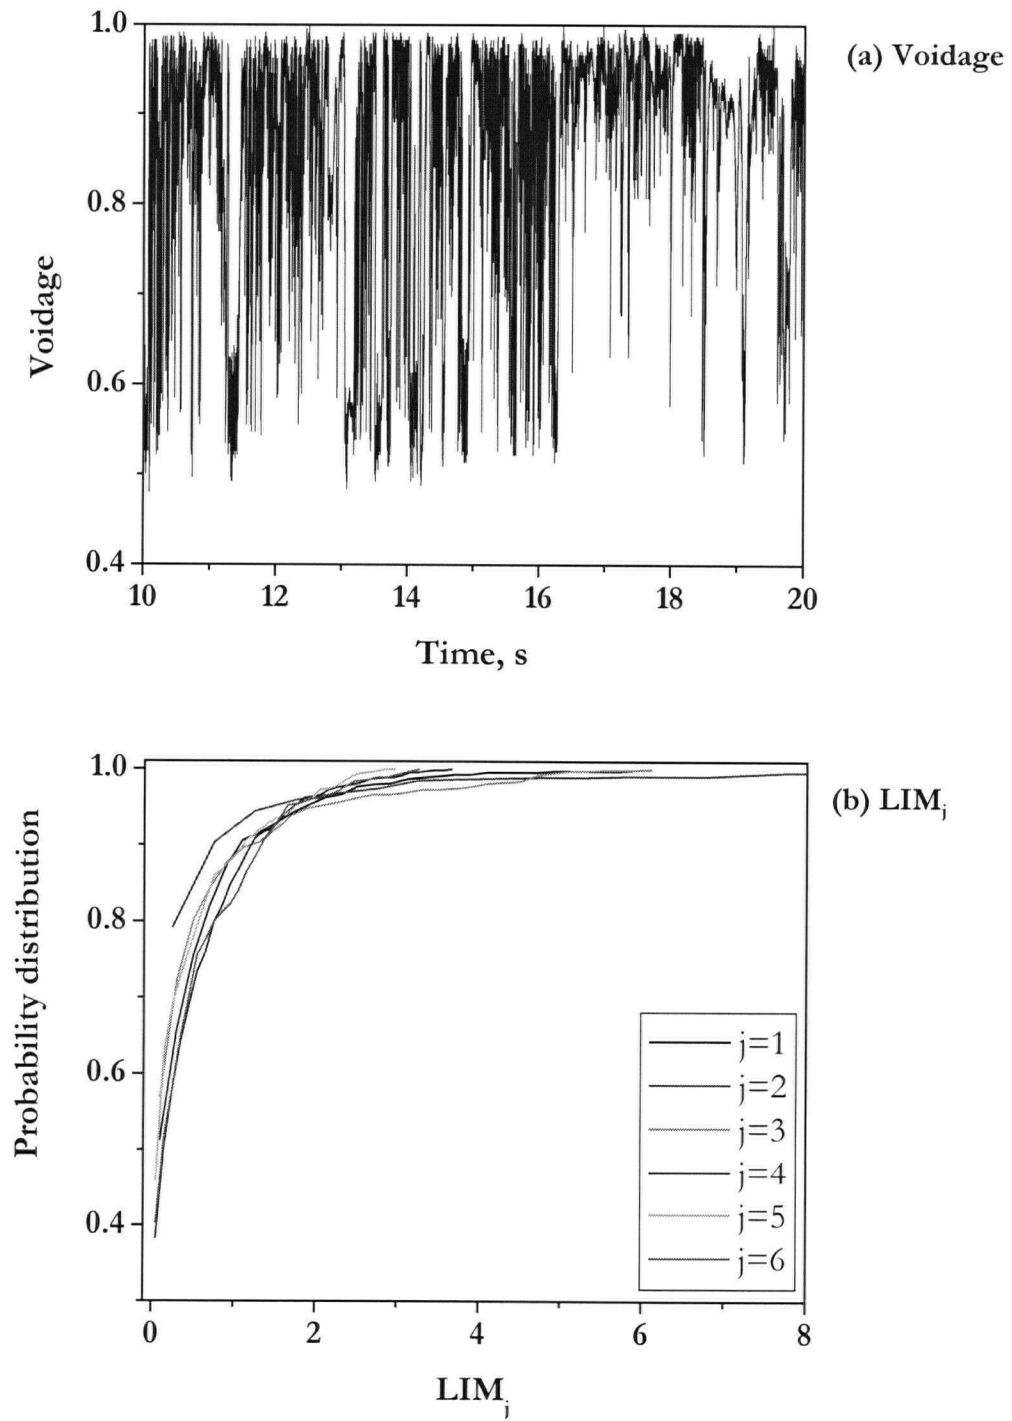 1.0
(a) Voidage
0.8
0.6
0.4
Voidage
10 12 14 16 18 20
Time, s
1.0
(b) LIMj
0.8
0.6
0.4
Probability distribution
j=1
j=2
j=3
j=4
j=5
j=6
0 2 4 6 8
LIMj